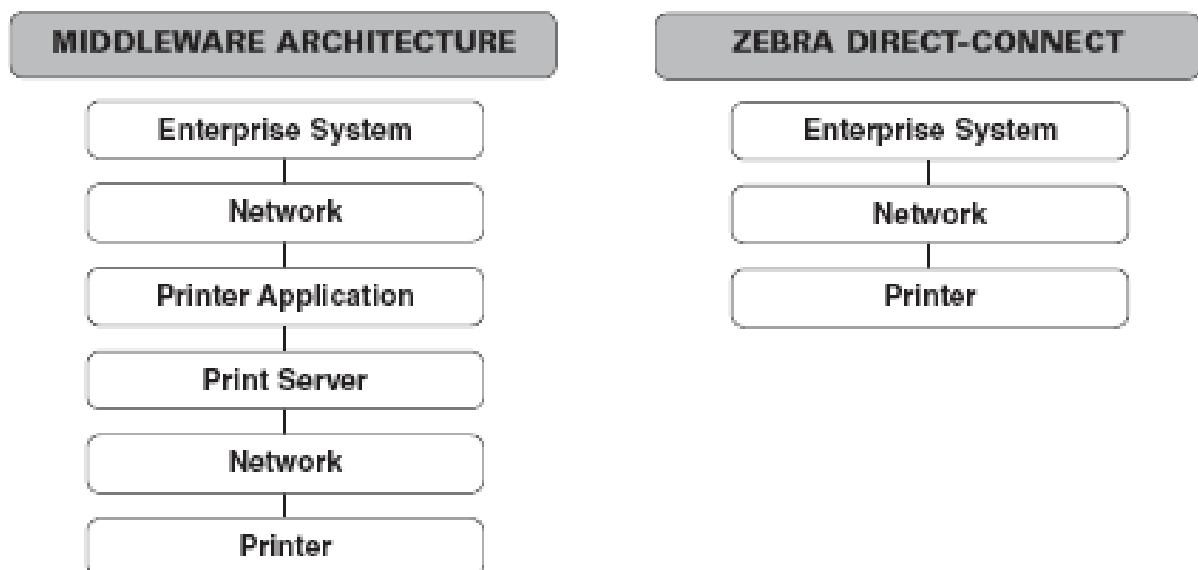 MIDDLEWARE ARCHITECTURE
Enterprise System
Network
Printer Application
Print Server
Network
Printer
ZEBRA DIRECT-CONNECT
Enterprise System
Network
Printer